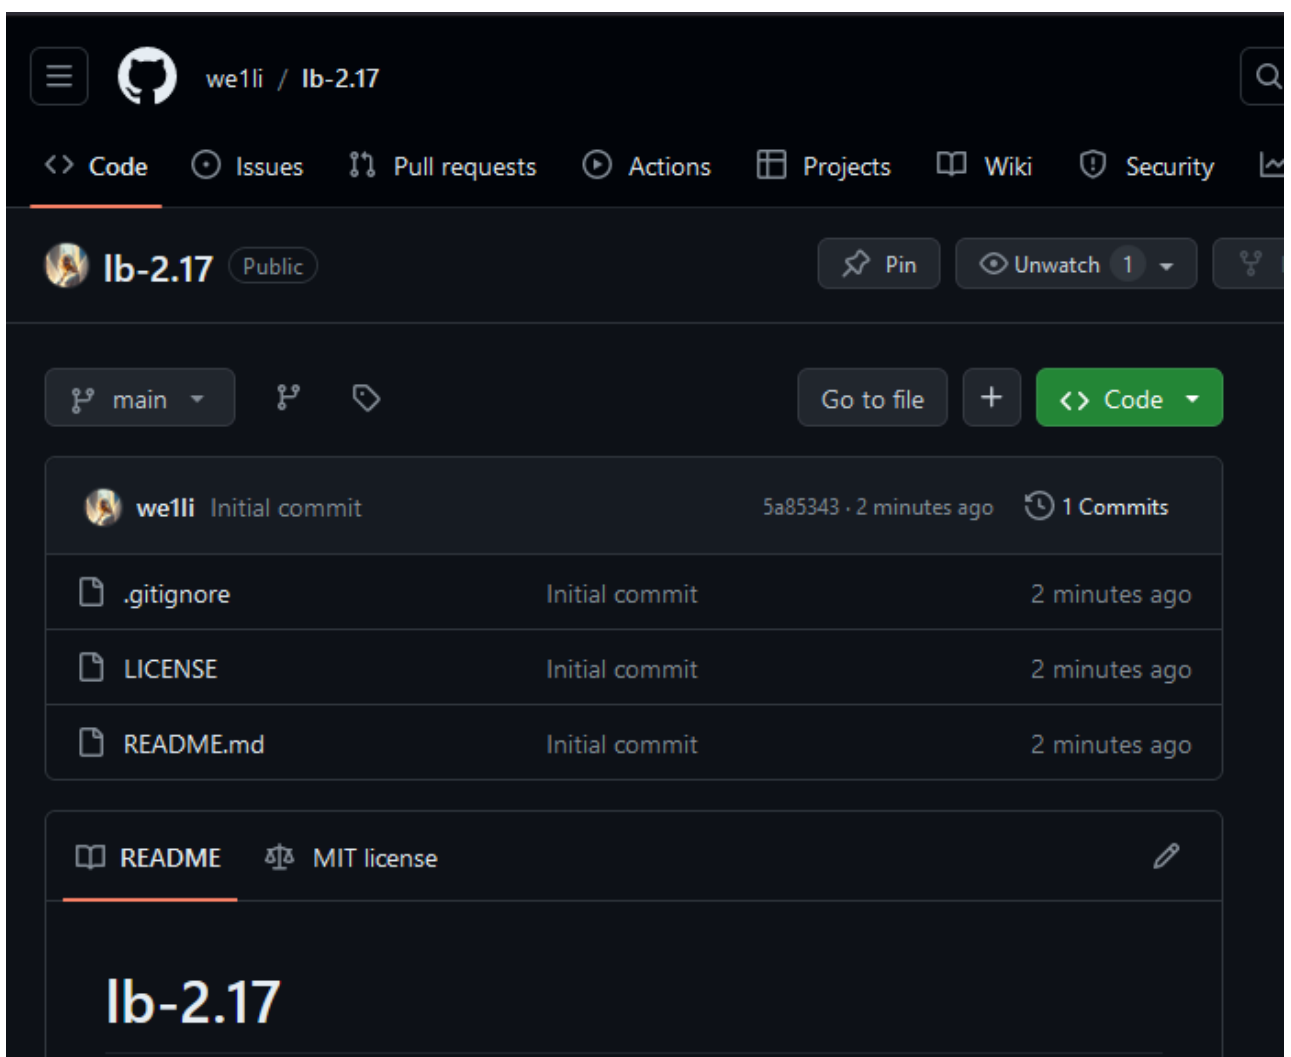 we1li / lb-2.17
Code Issues Pull requests Actions Projects Wiki Security
lb-2.17 Public Pin Unwatch 1
main Go to file + Code
we1li Initial commit 5a85343 · 2 minutes ago 1 Commits
.gitignore Initial commit 2 minutes ago
LICENSE Initial commit 2 minutes ago
README.md Initial commit 2 minutes ago
README MIT license
lb-2.17